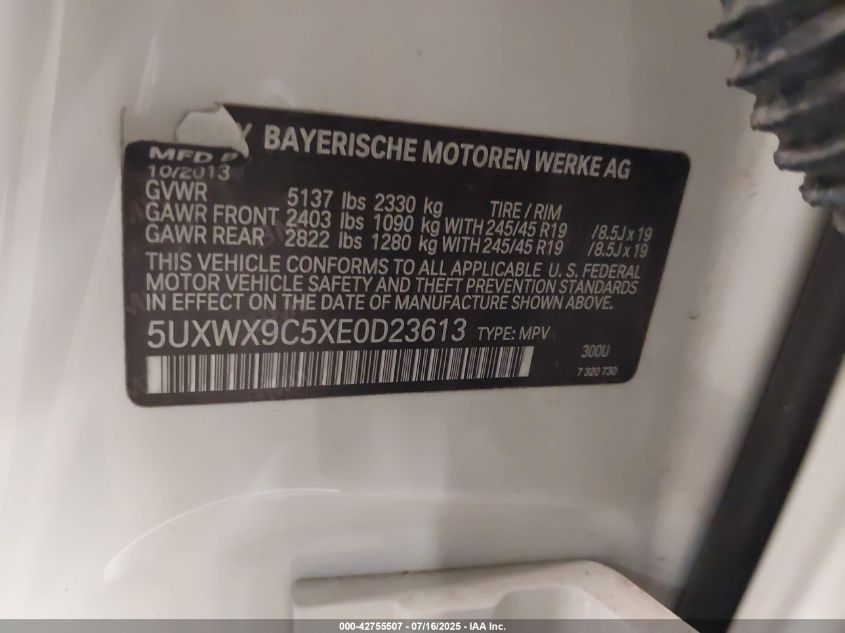 BAYERISCHE MOTOREN WERKE AG
MFD
10/2013
GVWR 5137 lbs 2330 kg TIRE / RIM
GAWR FRONT 2403 lbs 1090 kg WITH 245/45 R19 /8.5J x 19
GAWR REAR 2822 lbs 1280 kg WITH 245/45 R19 /8.5J x 19
THIS VEHICLE CONFORMS TO ALL APPLICABLE U.S. FEDERAL
MOTOR VEHICLE SAFETY AND THEFT PREVENTION STANDARDS
IN EFFECT ON THE DATE OF MANUFACTURE SHOWN ABOVE.
5UXWX9C5XE0D23613 TYPE: MPV
300U
7 320 730
000-42755507 - 07/16/2025 - IAA Inc.